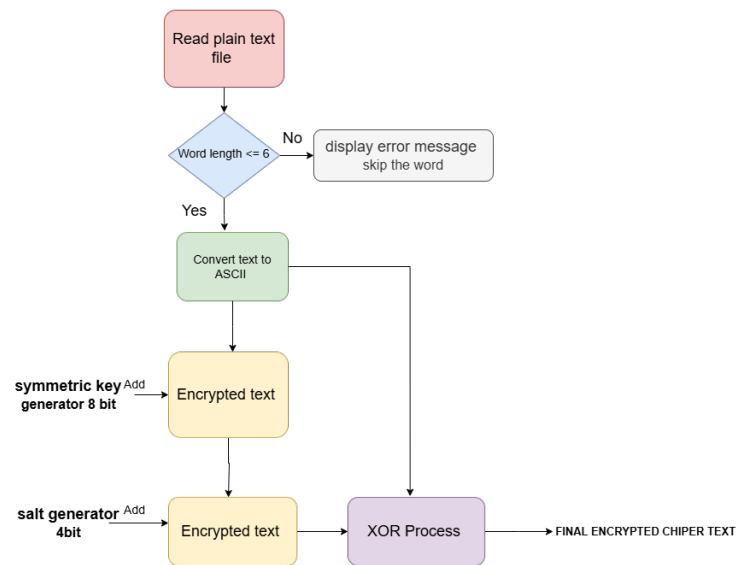 Read plain text
file
Word length <= 6
No
display error message
skip the word
Yes
Convert text to
ASCII
symmetric key
generator 8 bit
Add
Encrypted text
salt generator
4bit
Add
Encrypted text
XOR Process
FINAL ENCRYPTED CHIPER TEXT